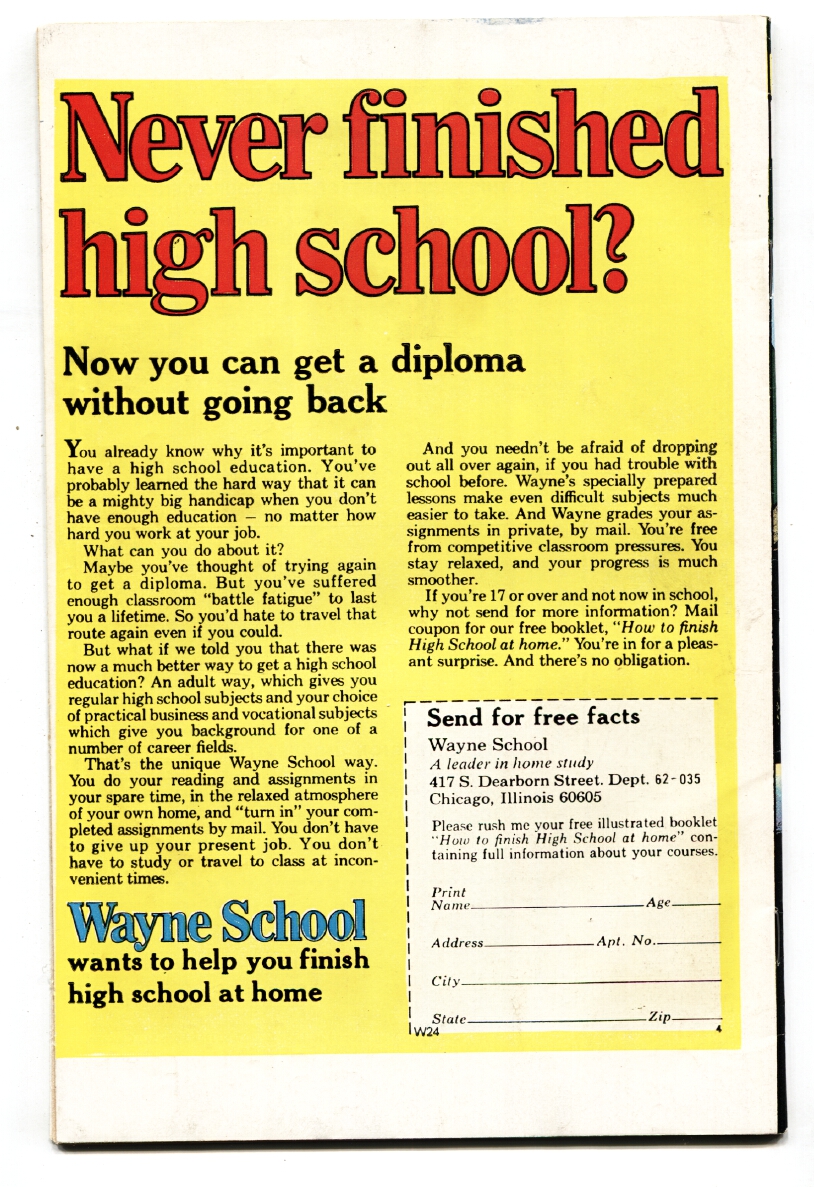 Never finished
high school?
Now you can get a diploma
without going back
You already know why it's important to
have a high school education. You've
probably learned the hard way that it can
be a mighty big handicap when you don't
have enough education — no matter how
hard you work at your job.
What can you do about it?
Maybe you've thought of trying again
to get a diploma. But you've suffered
enough classroom "battle fatigue" to last
you a lifetime. So you'd hate to travel that
route again even if you could.
But what if we told you that there was
now a much better way to get a high school
education? An adult way, which gives you
regular high school subjects and your choice
of practical business and vocational subjects
which give you background for one of a
number of career fields.
That's the unique Wayne School way.
You do your reading and assignments in
your spare time, in the relaxed atmosphere
of your own home, and "turn in" your com-
pleted assignments by mail. You don't have
to give up your present job. You don't
have to study or travel to class at incon-
venient times.
Wayne School
wants to help you finish
high school at home
And you needn't be afraid of dropping
out all over again, if you had trouble with
school before. Wayne's specially prepared
lessons make even difficult subjects much
easier to take. And Wayne grades your as-
signments in private, by mail. You're free
from competitive classroom pressures. You
stay relaxed, and your progress is much
smoother.
If you're 17 or over and not now in school,
why not send for more information? Mail
coupon for our free booklet, "How to finish
High School at home." You're in for a pleas-
ant surprise. And there's no obligation.
Send for free facts
Wayne School
A leader in home study
417 S. Dearborn Street. Dept. 62-035
Chicago, Illinois 60605
Please rush me your free illustrated booklet
"How to finish High School at home" con-
taining full information about your courses.
Print
Name Age
Address Apt. No.
City
State Zip
W24 4